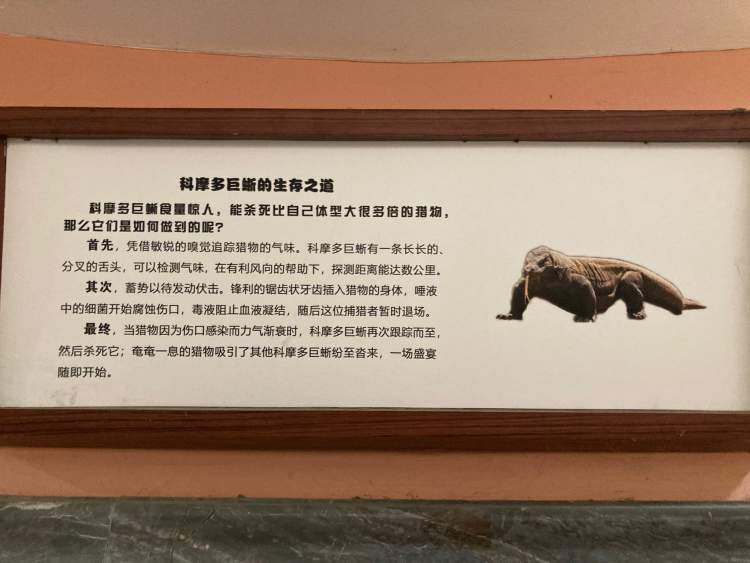 科摩多巨蜥的生存之道
科摩多巨蜥食量惊人，能杀死比自己体型大很多倍的猎物，
那么它们是如何做到的呢？
首先，凭借敏锐的嗅觉追踪猎物的气味。科摩多巨蜥有一条长长的、
分叉的舌头，可以检测气味，在有利风向的帮助下，探测距离能达数公里。
其次，蓄势以待发动伏击。锋利的锯齿状牙齿插入猎物的身体，唾液
中的细菌开始腐蚀伤口，毒液阻止血液凝结，随后这位捕猎者暂时退场。
最终，当猎物因为伤口感染而力气渐衰时，科摩多巨蜥再次跟踪而至，
然后杀死它；奄奄一息的猎物吸引了其他科摩多巨蜥纷至沓来，一场盛宴
随即开始。